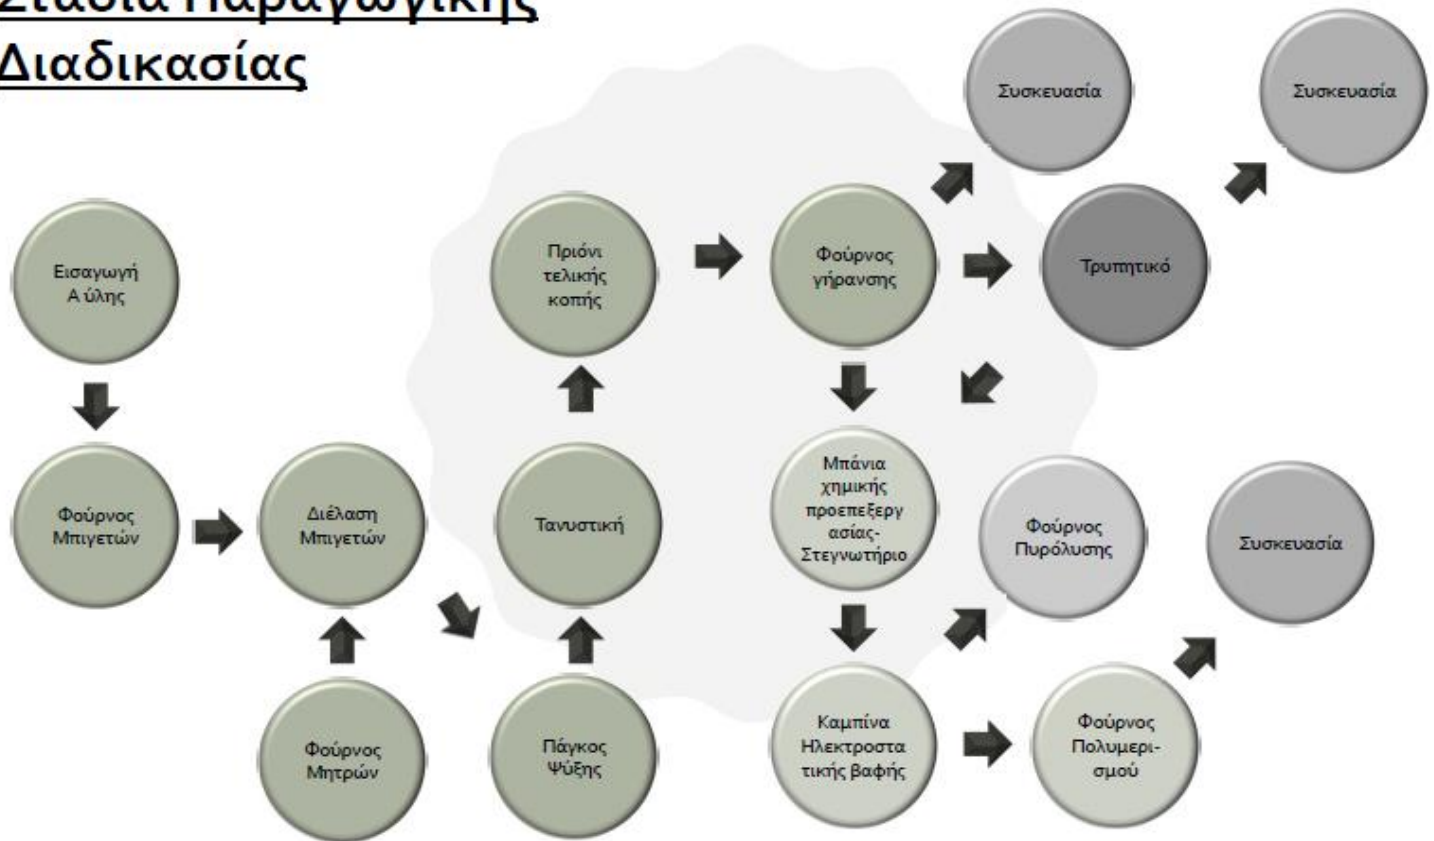 Στάδια Παραγωγικής
Διαδικασίας
Συσκευασία
Συσκευασία
Εισαγωγή
Α ύλης
Πριόνι
τελικής
κοπής
Φούρνος
γήρανσης
Τρυπητικό
Φούρνος
Μπιγετών
Διέλαση
Μπιγετών
Τανυστική
Μπάνια
χημικής
προεπεξεργ
ασίας-
Στεγνωτήριο
Φούρνος
Πυρόλυσης
Συσκευασία
Φούρνος
Μητρών
Πάγκος
Ψύξης
Καμπίνα
Ηλεκτροστα
τικής βαφής
Φούρνος
Πολυμερι-
σμού